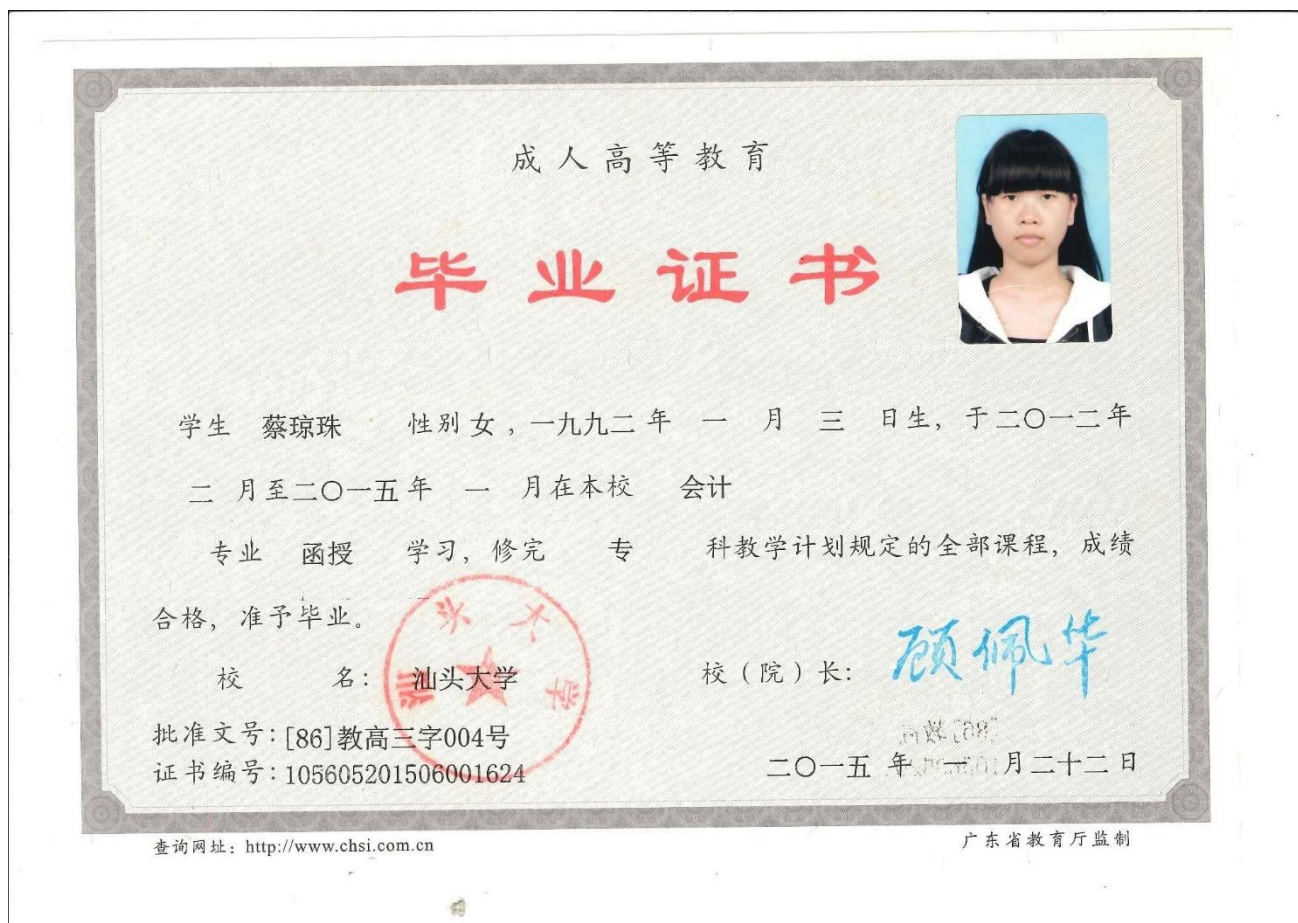 成人高等教育
毕业证书
学生 蔡琼珠 性别 女，一九九二 年 一 月 三 日生，于二〇一二年
二 月至二〇一五年 一 月在本校 会计
专业 函授 学习，修完 专 科教学计划规定的全部课程，成绩
合格，准予毕业。
校 名：汕头大学 校（院）长：顾佩华
汕头大学
批准文号：[86]教高三字004号
证书编号：105605201506001624 二〇一五 年 一 月二十二日
查询网址：http://www.chsi.com.cn 广东省教育厅监制